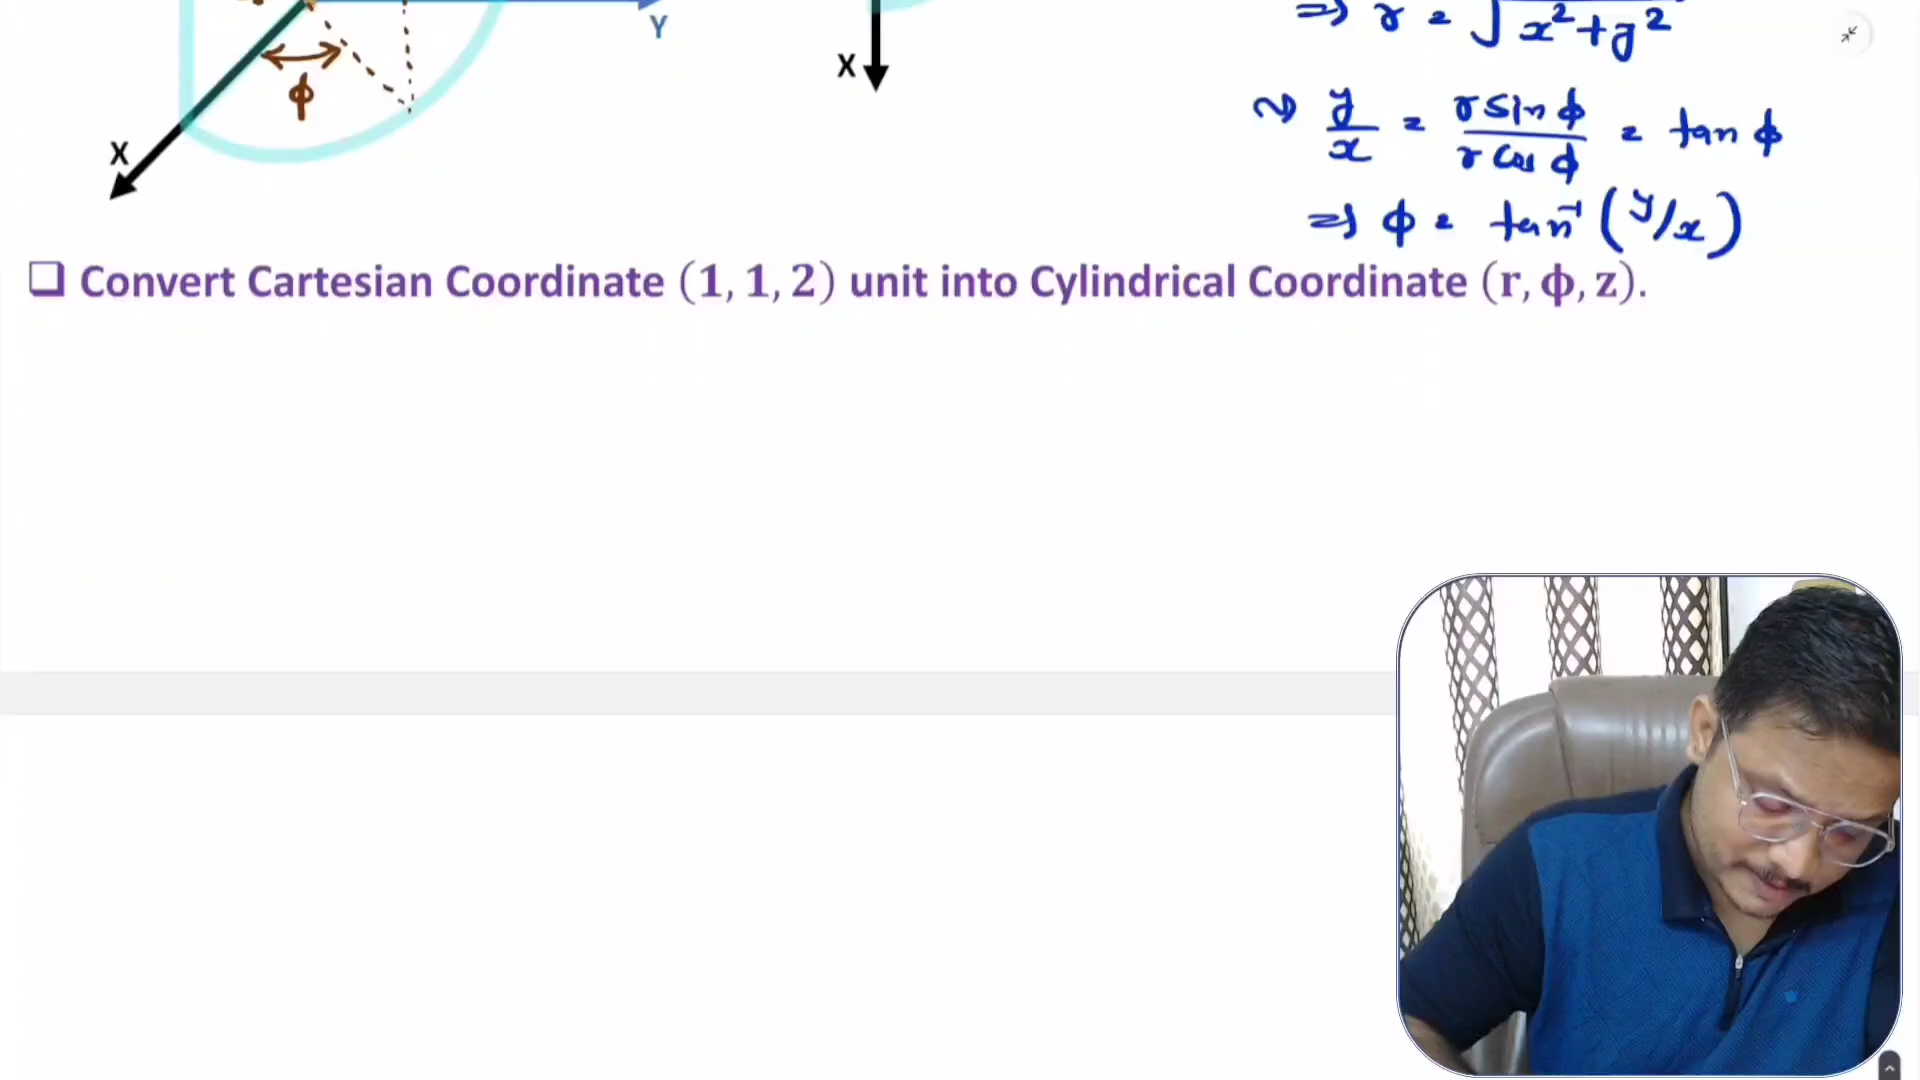 Y
ϕ
X
X
⇒ r = √x²+y²
⇒ y/x = r sin ϕ / r cos ϕ = tan ϕ
⇒ ϕ = tan⁻¹ (y/x)
❑ Convert Cartesian Coordinate (1, 1, 2) unit into Cylindrical Coordinate (r, ϕ, z).